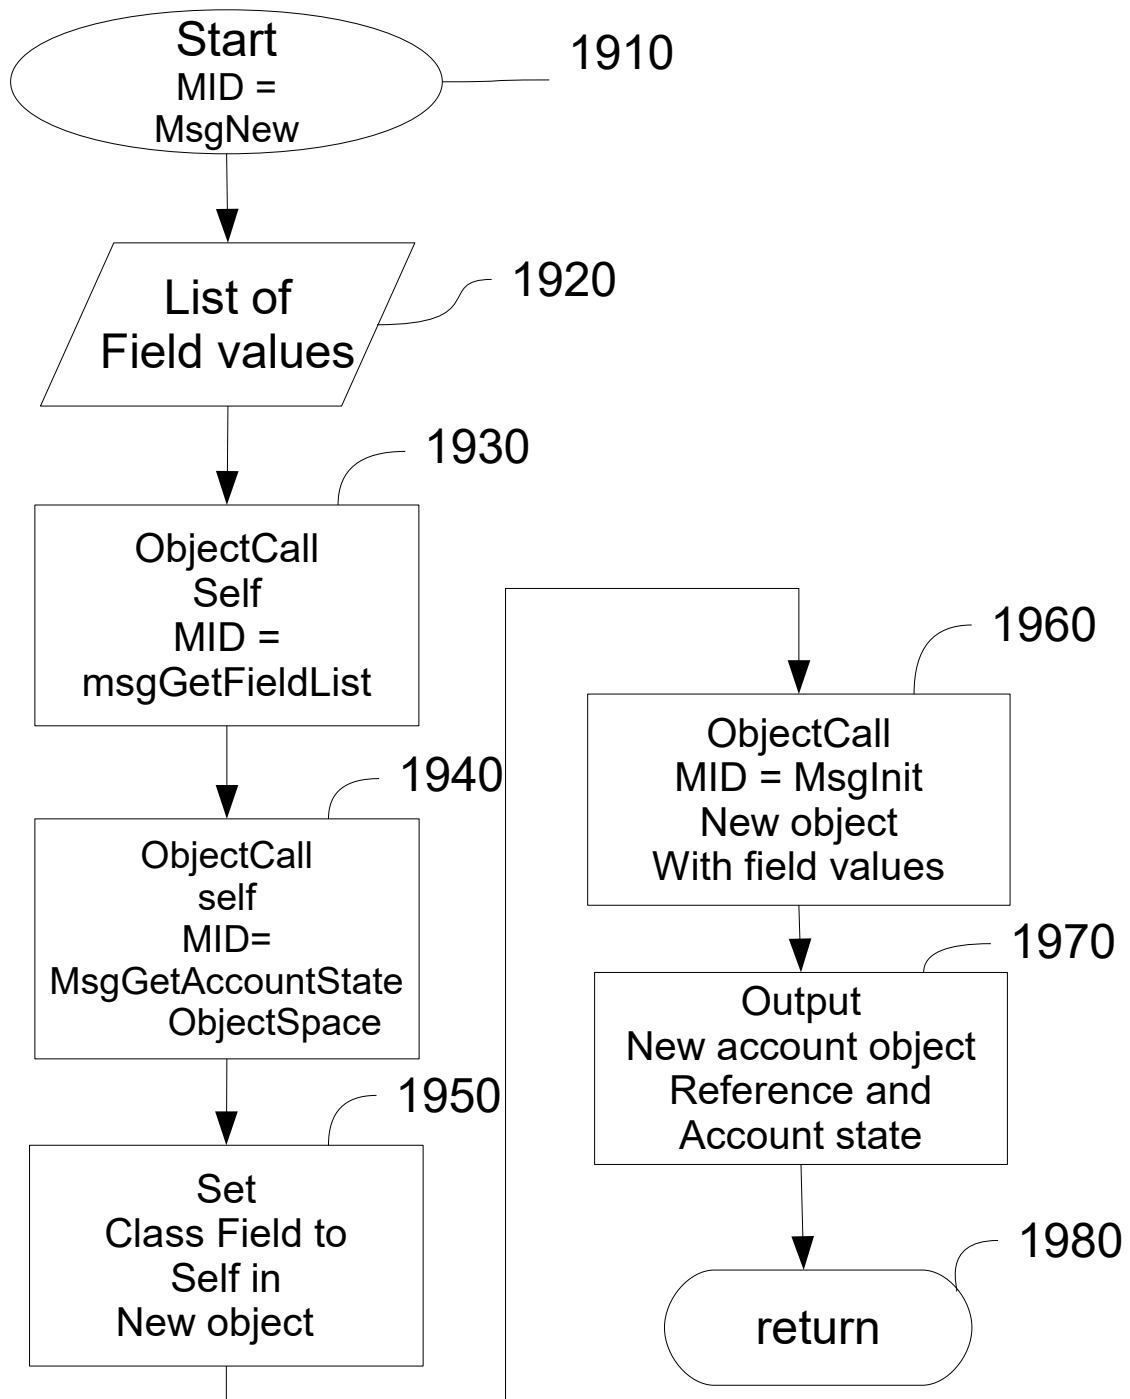 Start
MID =
MsgNew
1910
List of
Field values
1920
1930
ObjectCall
Self
MID =
msgGetFieldList
1940
ObjectCall
self
MID=
MsgGetAccountState
ObjectSpace
1950
Set
Class Field to
Self in
New object
1960
ObjectCall
MID = MsgInit
New object
With field values
1970
Output
New account object
Reference and
Account state
1980
return